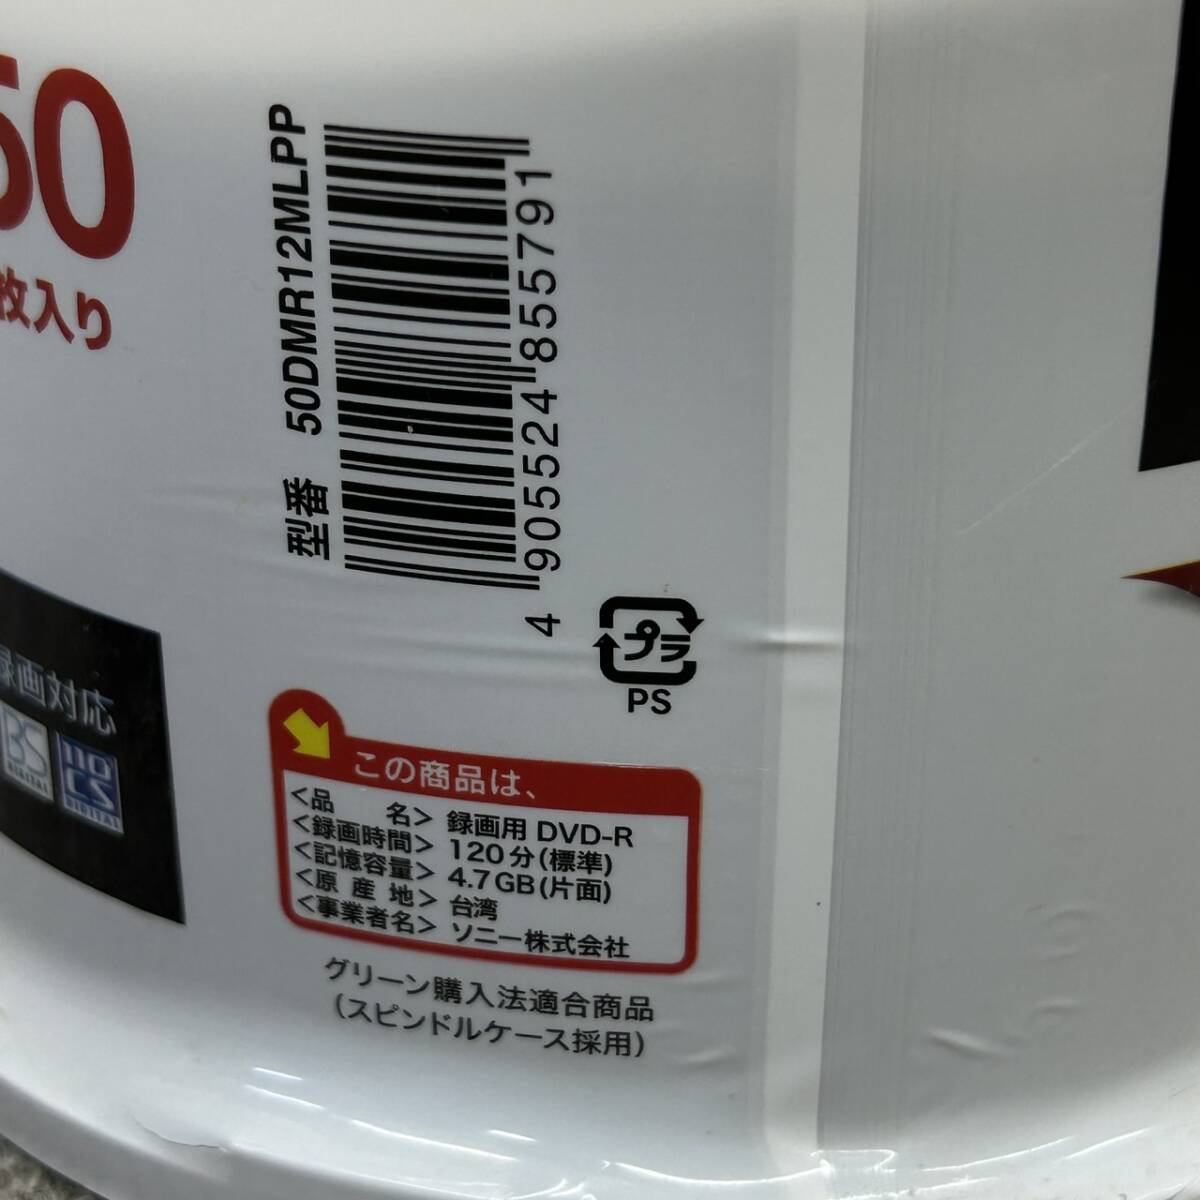 50
枚入り
型番 50DMR12MLPP
4 905524 855791
プラ
PS
録画対応
BS
DIGITAL
110
CS
DIGITAL
この商品は、
<品名> 録画用 DVD-R
<録画時間> 120分(標準)
<記憶容量> 4.7GB(片面)
<原産地> 台湾
<事業者名> ソニー株式会社
グリーン購入法適合商品
(スピンドルケース採用)